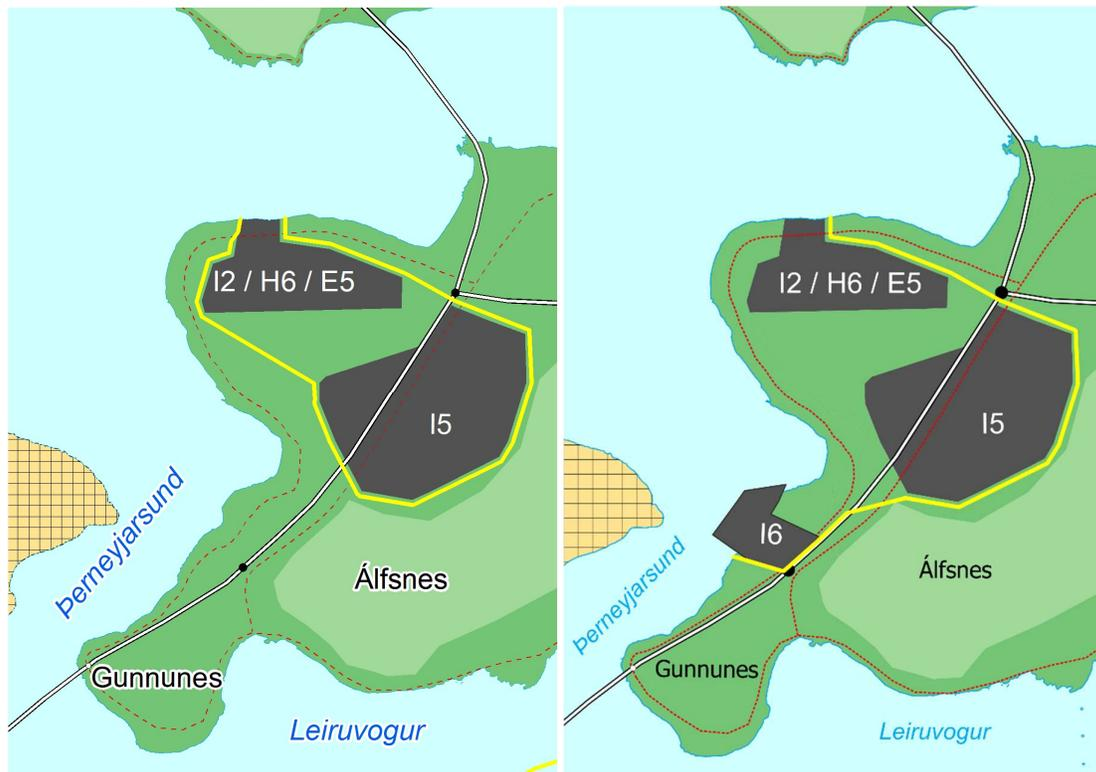 I2 / H6 / E5
I5
Þerneyjarsund
Álfsnes
Gunnunes
Leiruvogur
I2 / H6 / E5
I5
I6
Þerneyjarsund
Álfsnes
Gunnunes
Leiruvogur